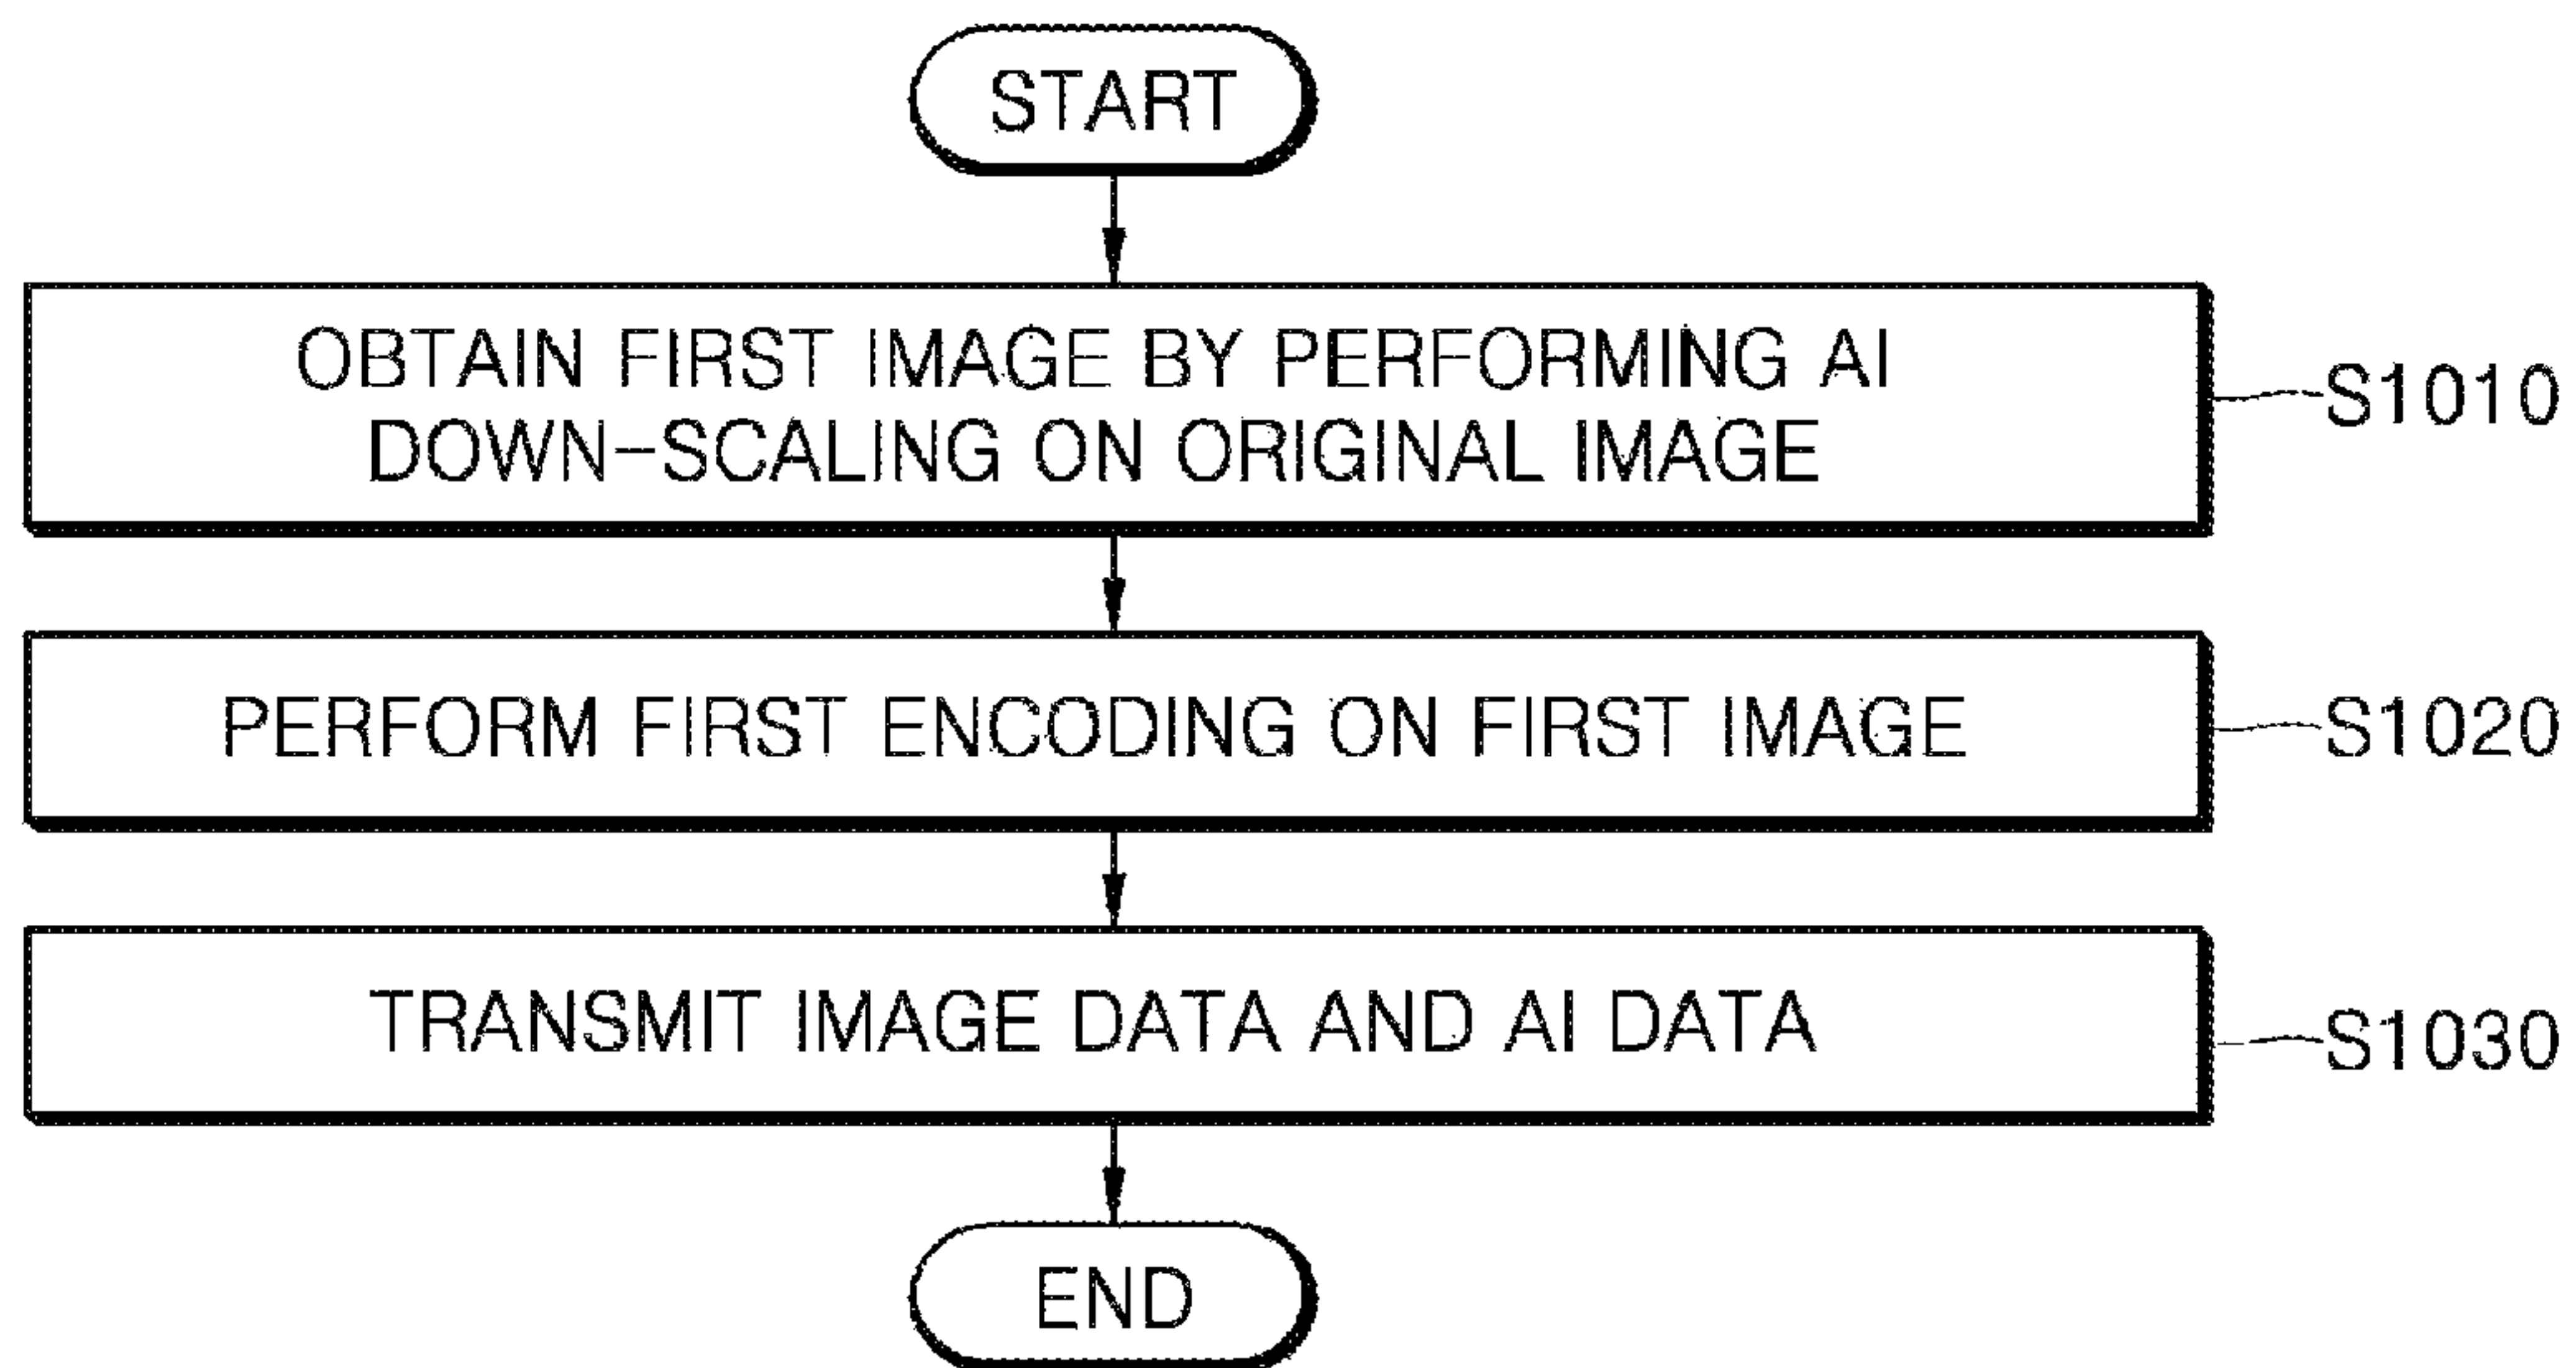 START
OBTAIN FIRST IMAGE BY PERFORMING AI
DOWN-SCALING ON ORIGINAL IMAGE
S1010
PERFORM FIRST ENCODING ON FIRST IMAGE
S1020
TRANSMIT IMAGE DATA AND AI DATA
S1030
END